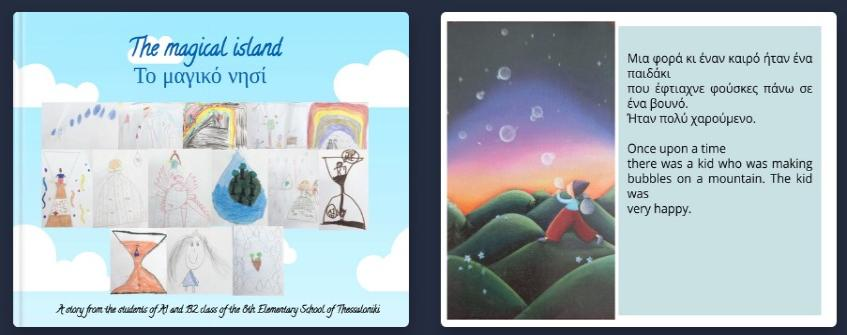 The magical island
Το μαγικό νησί
A story from the students of A1 and B2 class of the 8th Elementary School of Thessaloniki
Μια φορά κι έναν καιρό ήταν ένα
παιδάκι
που έφτιαχνε φούσκες πάνω σε
ένα βουνό.
Ήταν πολύ χαρούμενο.
Once upon a time
there was a kid who was making
bubbles on a mountain. The kid
was
very happy.